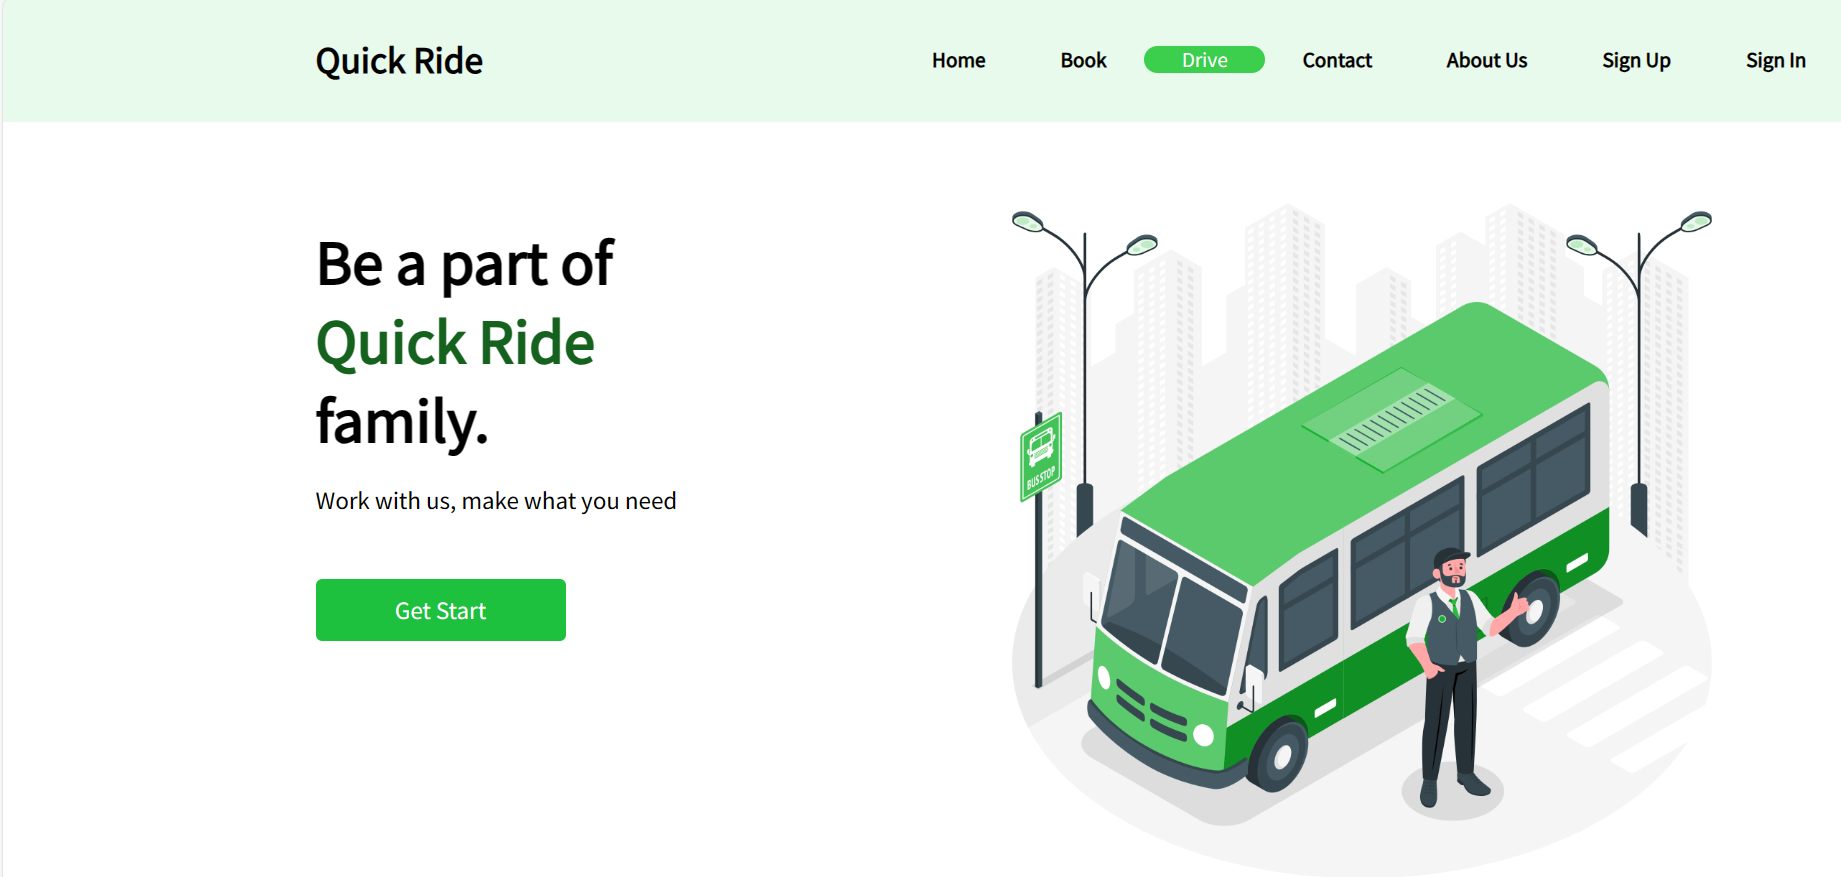 Quick Ride
Home
Book
Drive
Contact
About Us
Sign Up
Sign In
Be a part of
Quick Ride
family.
Work with us, make what you need
Get Start
BUS STOP